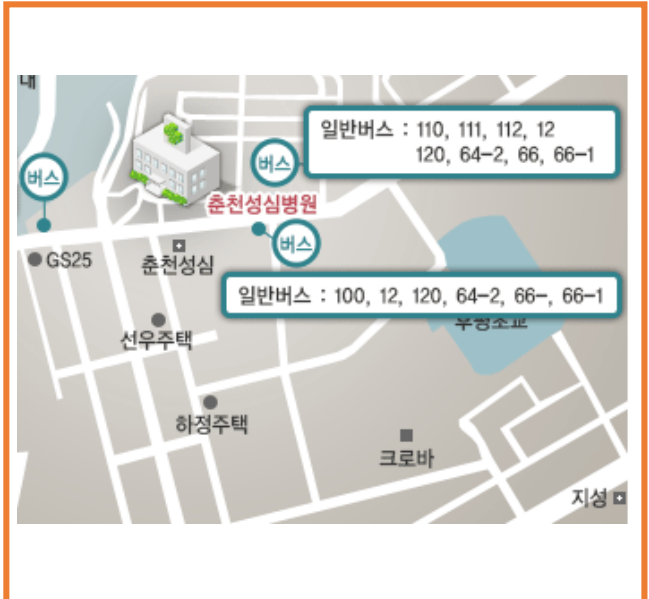 대
일반버스 : 110, 111, 112, 12
120, 64-2, 66, 66-1
버스
버스
춘천성심병원
버스
GS25
춘천성심
일반버스 : 100, 12, 120, 64-2, 66-, 66-1
선우주택
하정주택
크로바
지성